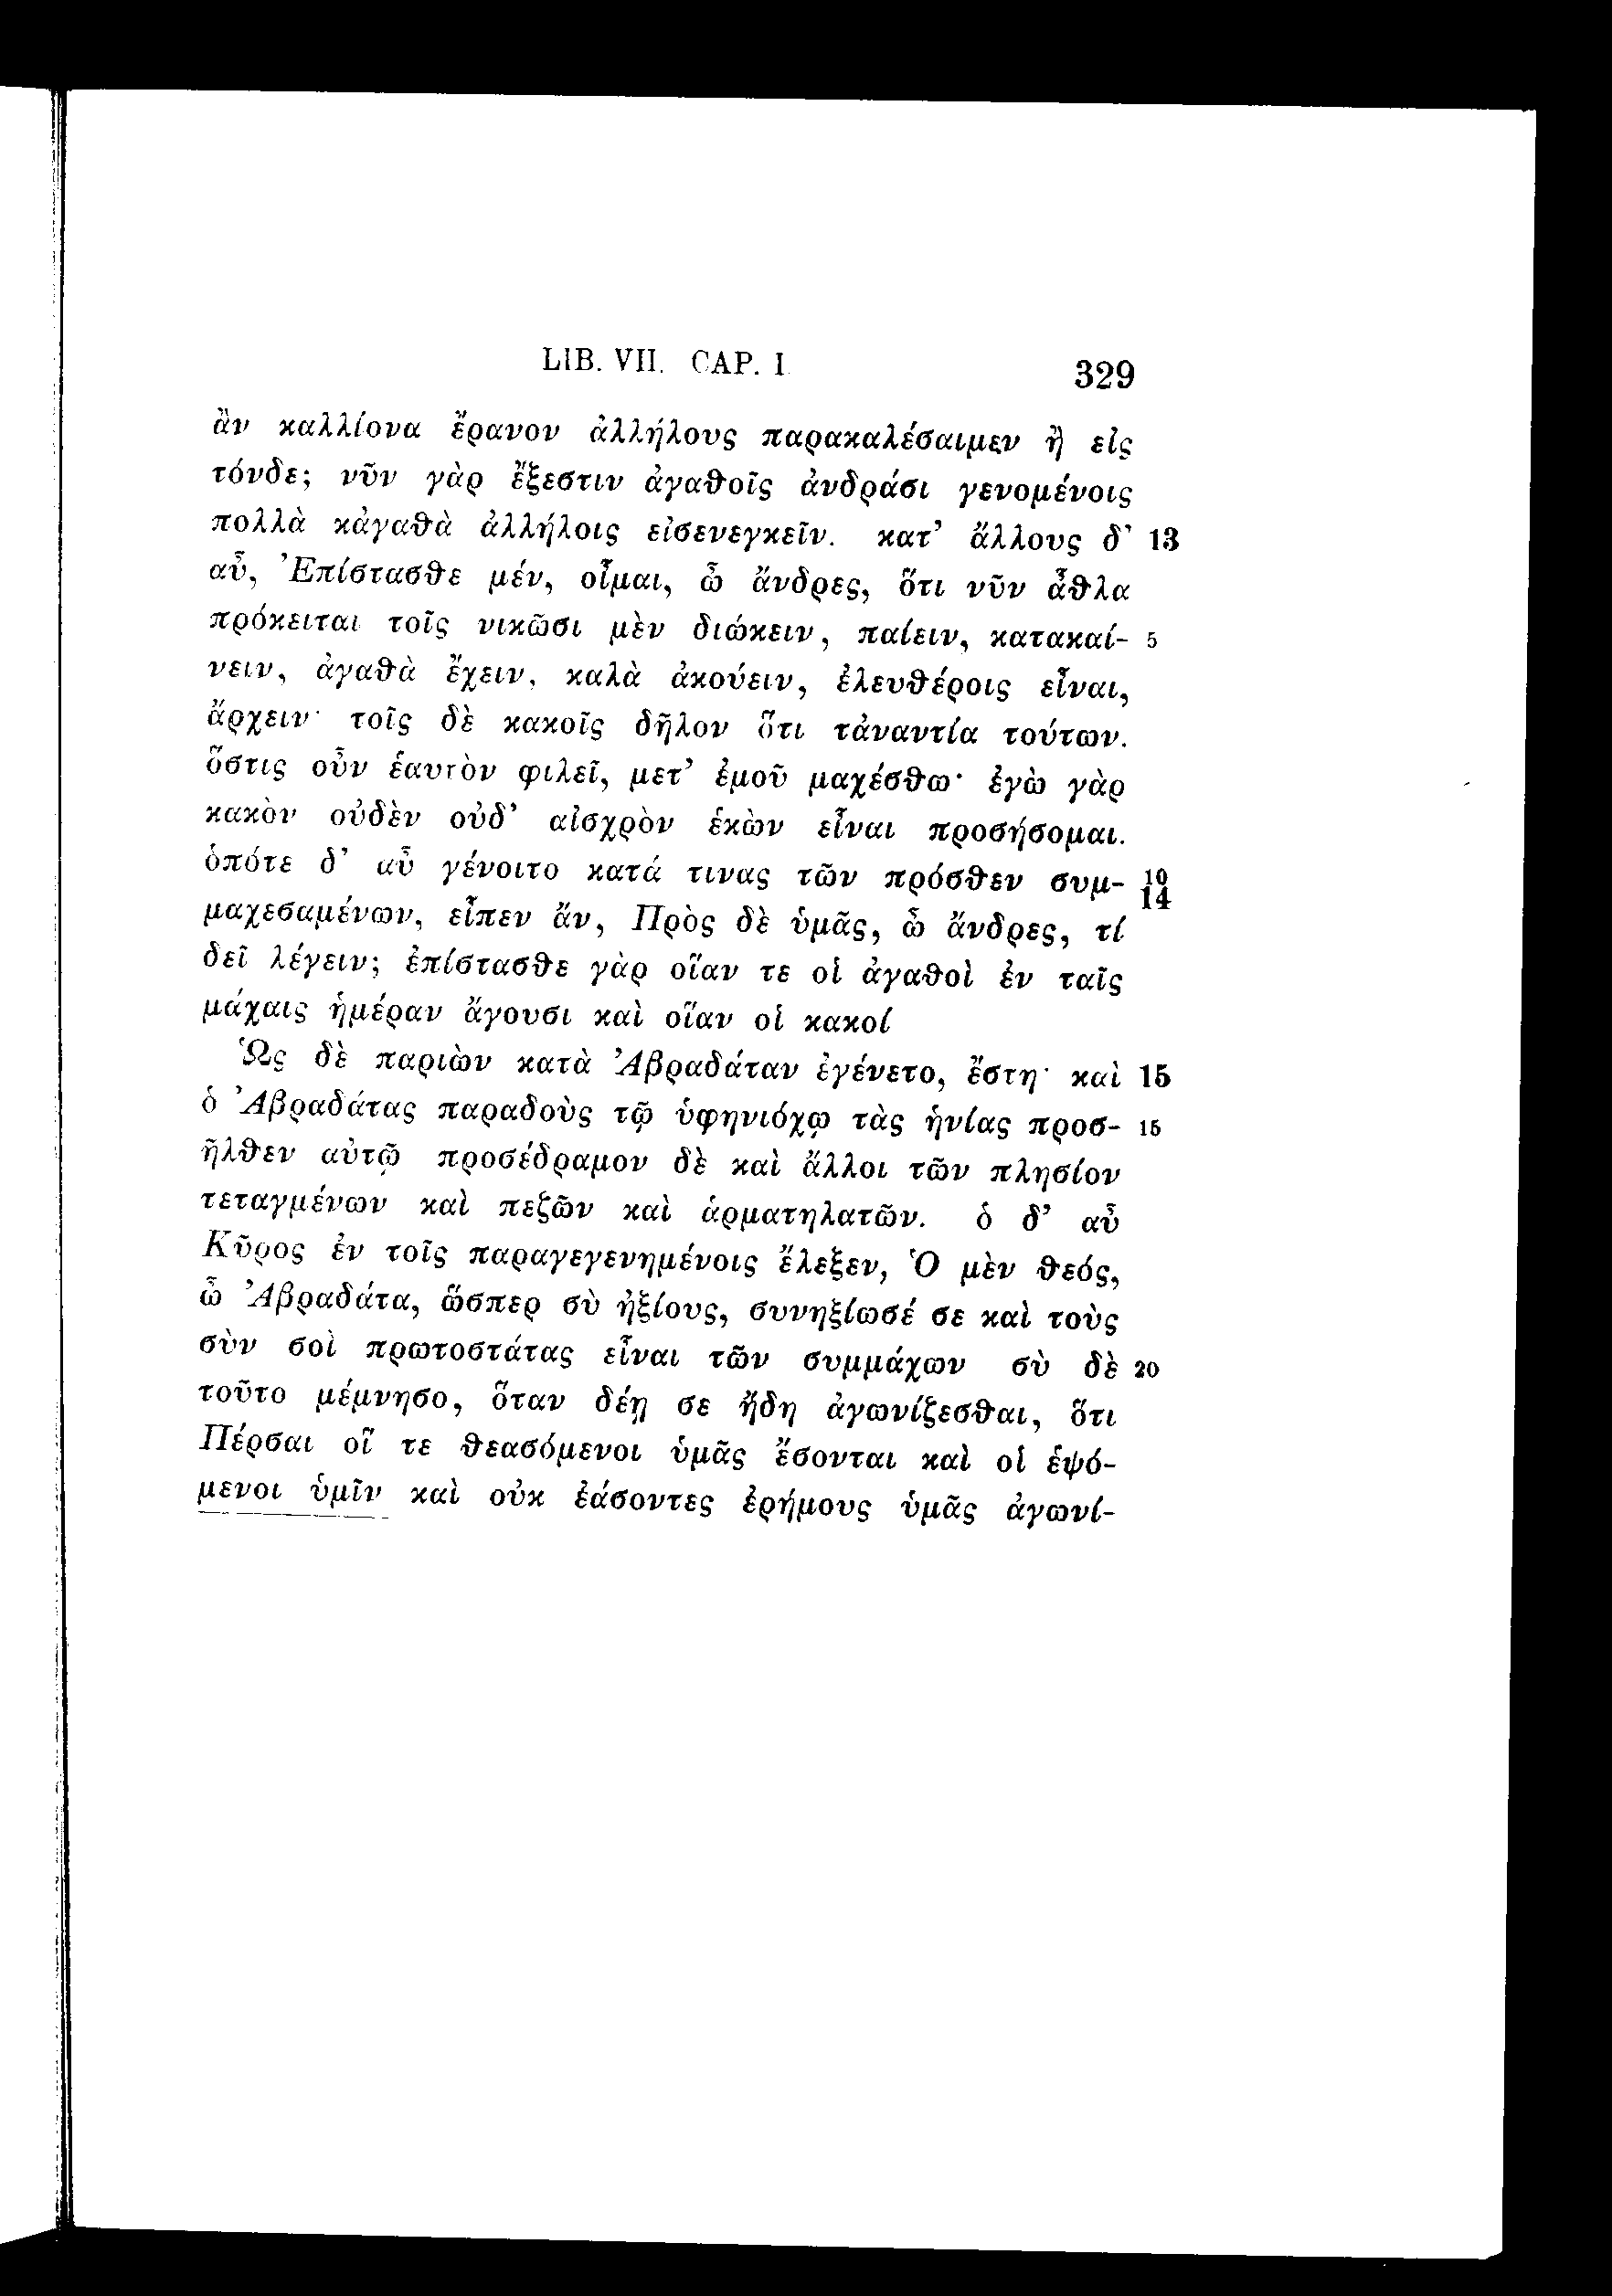 LIB. VII. CAP. I 329
ἂν καλλίονα ἔρανον ἀλλήλους παρακαλέσαιμεν ἢ εἰς
τόνδε; νῦν γὰρ ἔξεστιν ἀγαθοῖς ἀνδράσι γενομένοις
πολλὰ κἀγαθὰ ἀλλήλοις εἰσενεγκεῖν. κατ’ ἄλλους δ’ 13
αὖ, Ἐπίστασθε μέν, οἶμαι, ὦ ἄνδρες, ὅτι νῦν ἆθλα
πρόκειται τοῖς νικῶσι μὲν διώκειν, παίειν, κατακαί- 5
νειν, ἀγαθὰ ἔχειν, καλὰ ἀκούειν, ἐλευθέροις εἶναι,
ἄρχειν· τοῖς δὲ κακοῖς δῆλον ὅτι τἀναντία τούτων.
ὅστις οὖν ἑαυτὸν φιλεῖ, μετ’ ἐμοῦ μαχέσθω· ἐγὼ γὰρ
κακὸν οὐδὲν οὐδ’ αἰσχρὸν ἑκὼν εἶναι προσήσομαι.
ὁπότε δ’ αὖ γένοιτο κατά τινας τῶν πρόσθεν συμ- 10
14
μαχεσαμένων, εἶπεν ἄν, Πρὸς δὲ ὑμᾶς, ὦ ἄνδρες, τί
δεῖ λέγειν; ἐπίστασθε γὰρ οἵαν τε οἱ ἀγαθοὶ ἐν ταῖς
μάχαις ἡμέραν ἄγουσι καὶ οἵαν οἱ κακοί
Ὡς δὲ παριὼν κατὰ Ἀβραδάταν ἐγένετο, ἔστη· καὶ 15
ὁ Ἀβραδάτας παραδοὺς τῷ ὑφηνιόχῳ τὰς ἡνίας προσ- 15
ῆλθεν αὐτῷ προσέδραμον δὲ καὶ ἄλλοι τῶν πλησίον
τεταγμένων καὶ πεζῶν καὶ ἁρματηλατῶν. ὁ δ’ αὖ
Κῦρος ἐν τοῖς παραγεγενημένοις ἔλεξεν, Ὁ μὲν θεός,
ὦ Ἀβραδάτα, ὥσπερ σὺ ἠξίους, συνηξίωσέ σε καὶ τοὺς
σὺν σοὶ πρωτοστάτας εἶναι τῶν συμμάχων σὺ δὲ 20
τοῦτο μέμνησο, ὅταν δέῃ σε ἤδη ἀγωνίζεσθαι, ὅτι
Πέρσαι οἵ τε θεασόμενοι ὑμᾶς ἔσονται καὶ οἱ ἑψό-
μενοι ὑμῖν καὶ οὐκ ἐάσοντες ἐρήμους ὑμᾶς ἀγωνί-